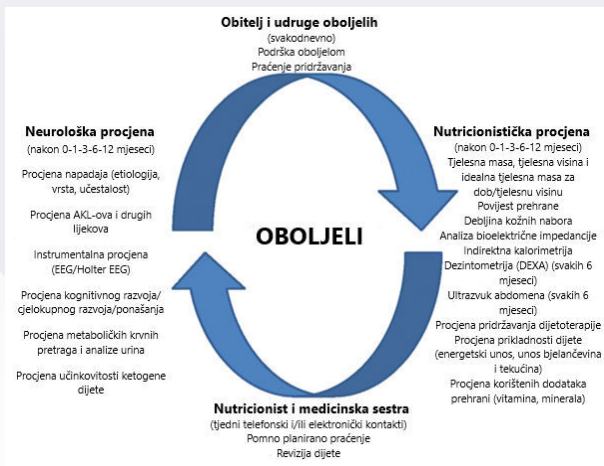 Obitelj i udruge oboljelih
(svakodnevno)
Podrška oboljelom
Praćenje pridržavanja
Neurološka procjena
(nakon 0-1-3-6-12 mjeseci)
Procjena napadaja (etiologija,
vrsta, učestalost)
Procjena AKL-ova i drugih
lijekova
Instrumentalna procjena
(EEG/Holter EEG)
Procjena kognitivnog razvoja/
cjelokupnog razvoja/ponašanja
Procjena metaboličkih krvnih
pretraga i analize urina
Procjena učinkovitosti ketogene
dijete
OBOLJELI
Nutricionistička procjena
(nakon 0-1-3-6-12 mjeseci)
Tjelesna masa, tjelesna visina i
idealna tjelesna masa za
dob/tjelesnu visinu
Povijest prehrane
Debljina kožnih nabora
Analiza bioelektrične impedancije
Indirektna kalorimetrija
Dezintometrija (DEXA) (svakih 6
mjeseci)
Ultrazvuk abdomena (svakih 6
mjeseci)
Procjena pridržavanja dijetoterapije
Procjena prikladnosti dijete
(energetski unos, unos bjelančevina
i tekućina)
Procjena korištenih dodataka
prehrani (vitamina, minerala)
Nutricionist i medicinska sestra
(tjedni telefonski i/ili elektronički kontakti)
Pomno planirano praćenje
Revizija dijete